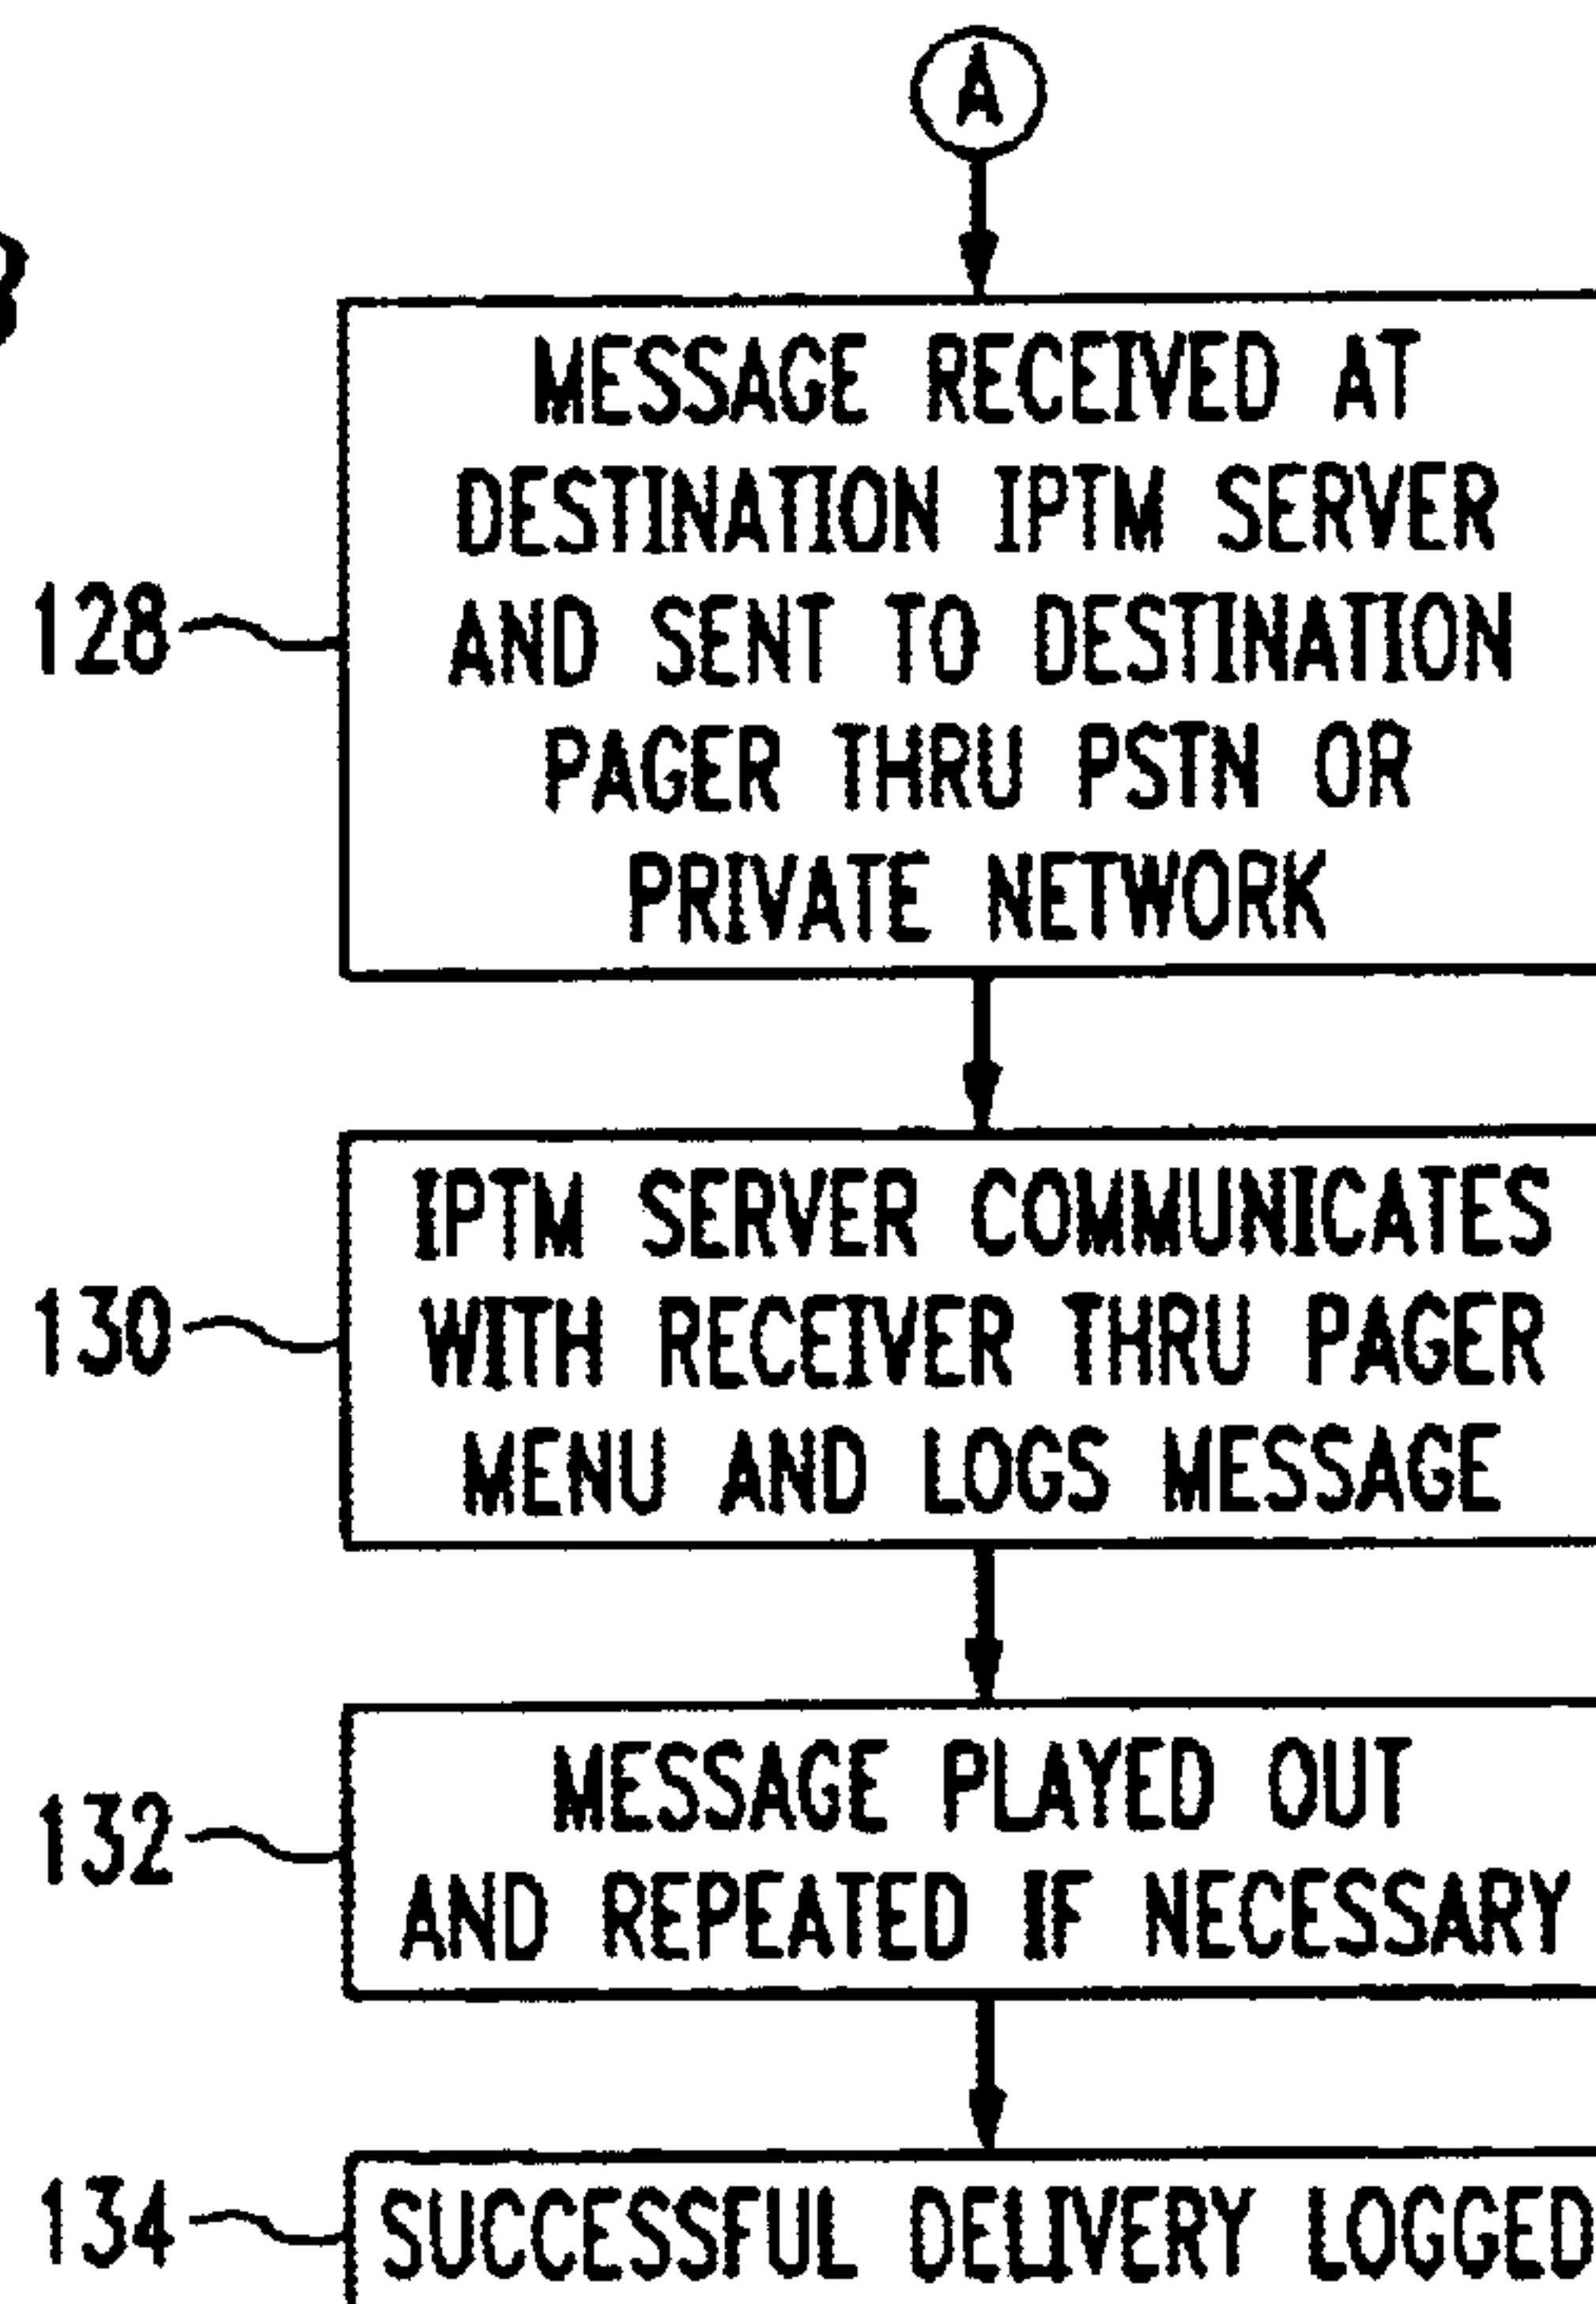 A
MESSAGE RECEIVED AT
DESTINATION IPTM SERVER
AND SENT TO DESTINATION
PAGER THRU PSTN OR
PRIVATE NETWORK
128
IPTM SERVER COMMUNICATES
WITH RECEIVER THRU PAGER
MENU AND LOGS MESSAGE
130
MESSAGE PLAYED OUT
AND REPEATED IF NECESSARY
132
SUCCESSFUL DELIVERY LOGGED
134